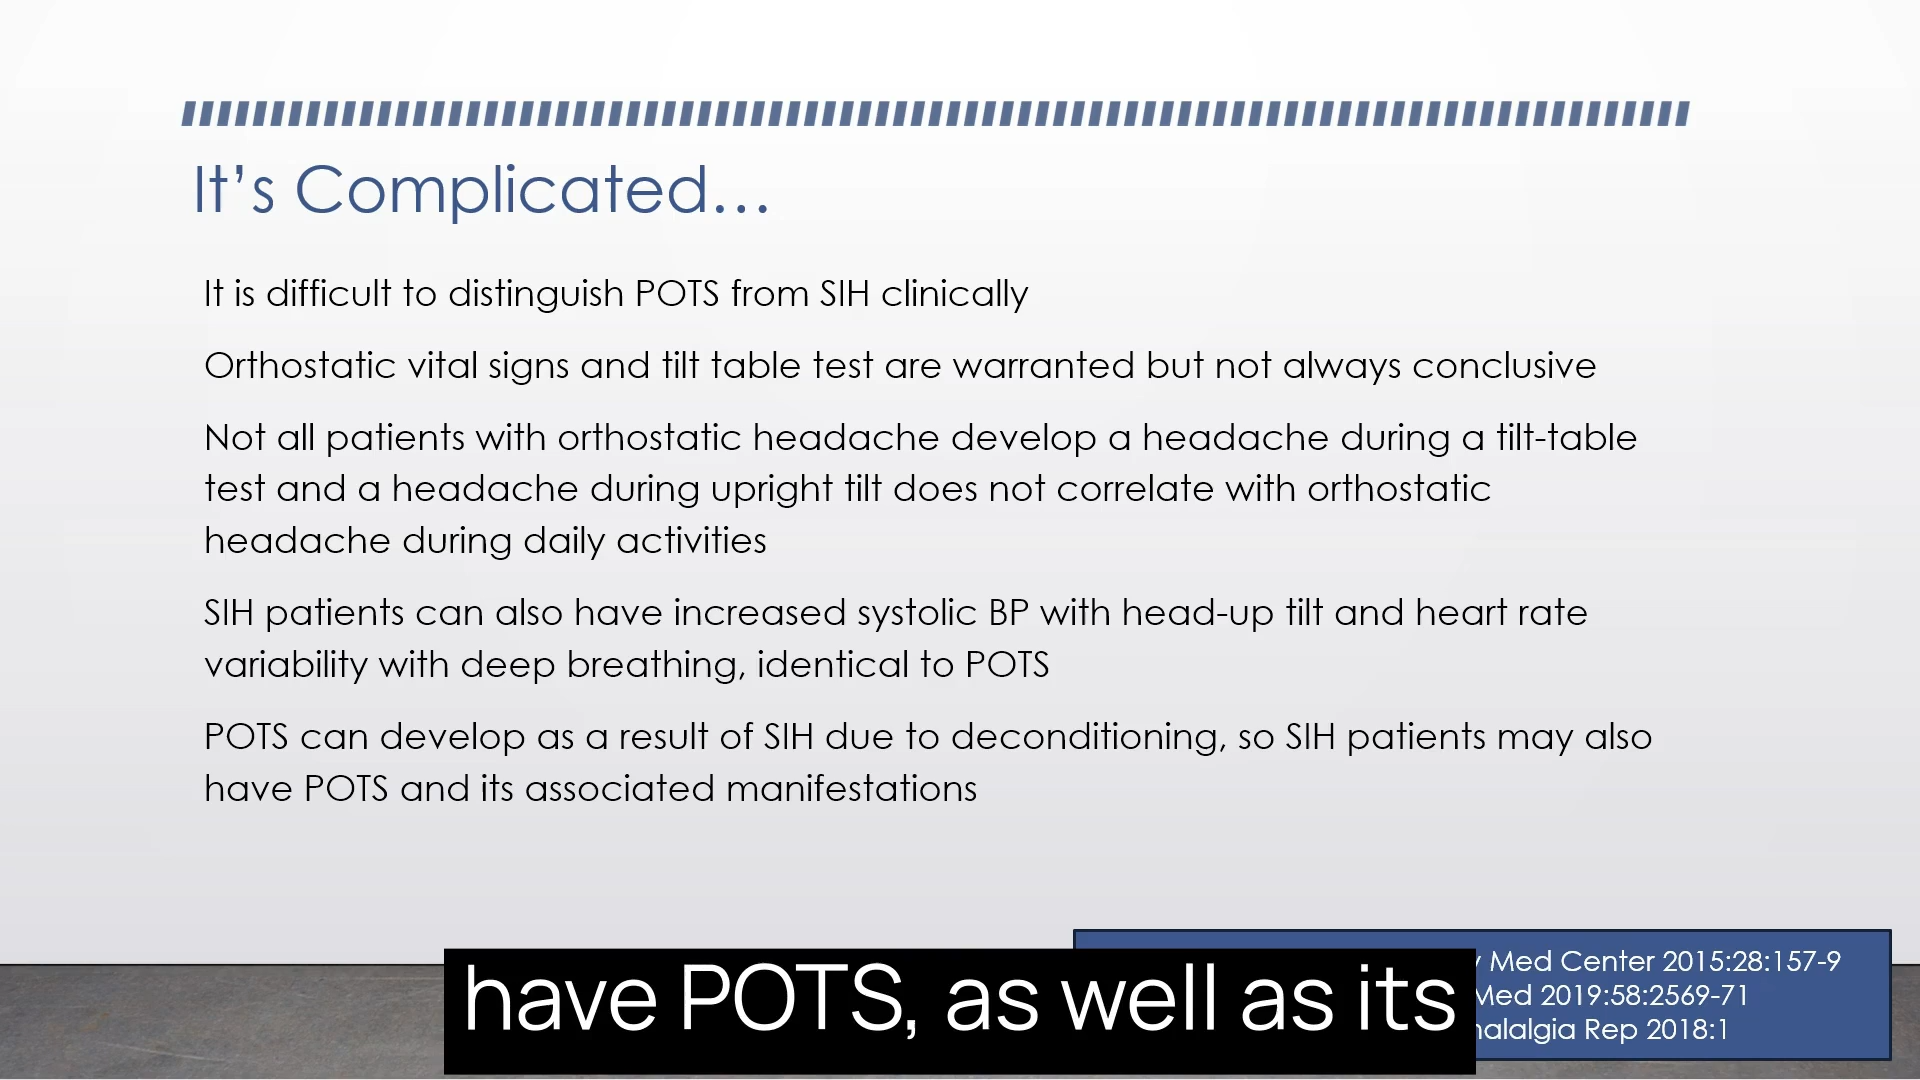 It’s Complicated…
It is difficult to distinguish POTS from SIH clinically
Orthostatic vital signs and tilt table test are warranted but not always conclusive
Not all patients with orthostatic headache develop a headache during a tilt-table
test and a headache during upright tilt does not correlate with orthostatic
headache during daily activities
SIH patients can also have increased systolic BP with head-up tilt and heart rate
variability with deep breathing, identical to POTS
POTS can develop as a result of SIH due to deconditioning, so SIH patients may also
have POTS and its associated manifestations
Med Center 2015:28:157-9
Med 2019:58:2569-71
Rep 2018:1
have POTS, as well as its